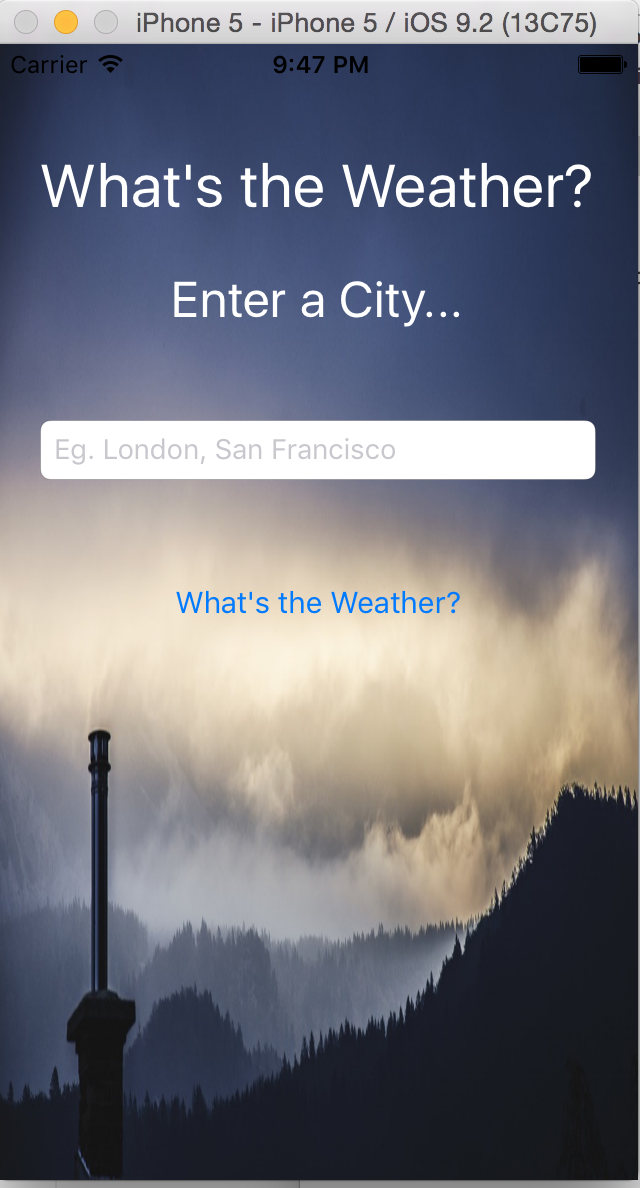 iPhone 5 - iPhone 5 / iOS 9.2 (13C75)
Carrier 9:47 PM
What's the Weather?
Enter a City...
Eg. London, San Francisco
What's the Weather?